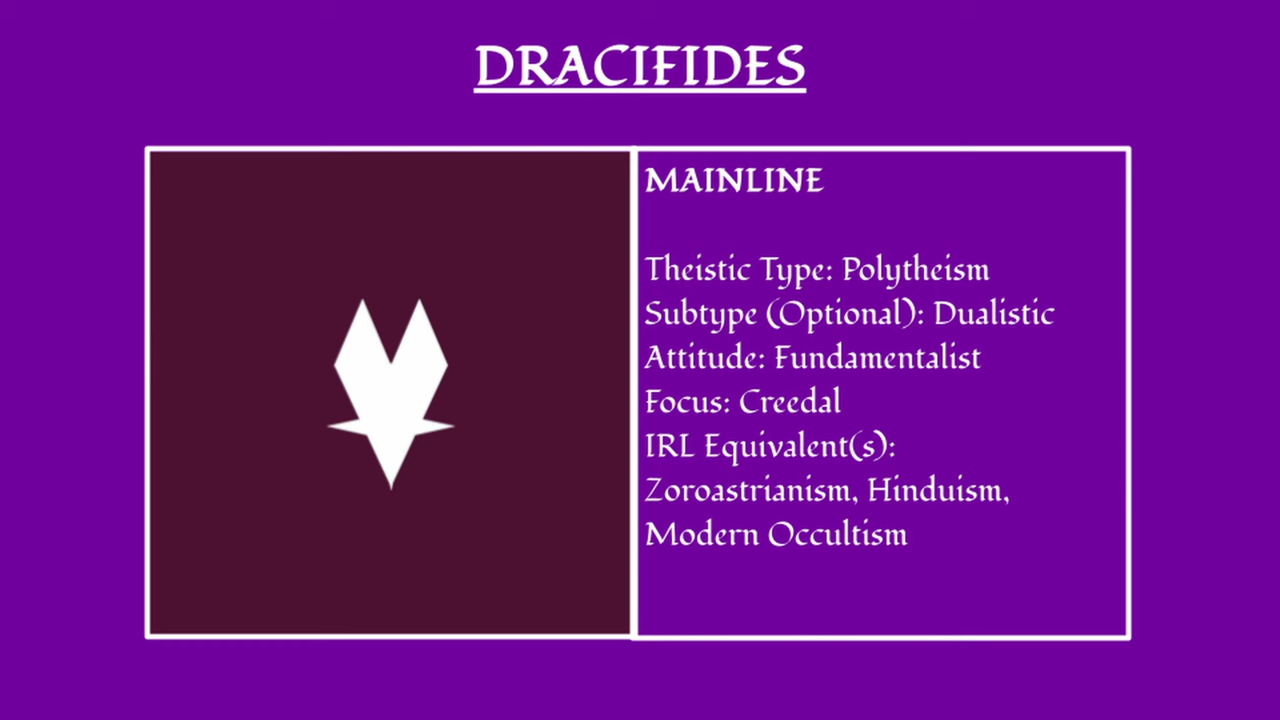 DRACIFIDES
MAINLINE
Theistic Type: Polytheism
Subtype (Optional): Dualistic
Attitude: Fundamentalist
Focus: Creedal
IRL Equivalent(s):
Zoroastrianism, Hinduism,
Modern Occultism